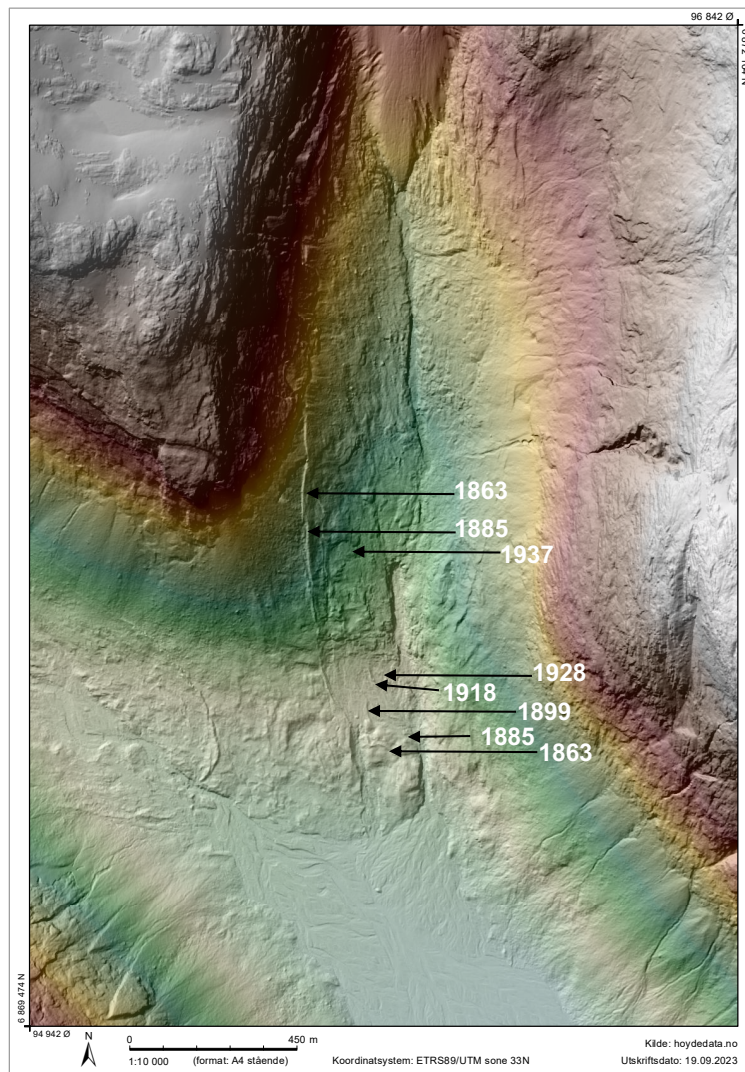 96 842 Ø
1863
1885
1937
1928
1918
1899
1885
1863
6 869 474 N
94 942 Ø
N
0 450 m
1:10 000 (format: A4 stående) Koordinatsystem: ETRS89/UTM sone 33N
Kilde: hoydedata.no
Utskriftsdato: 19.09.2023